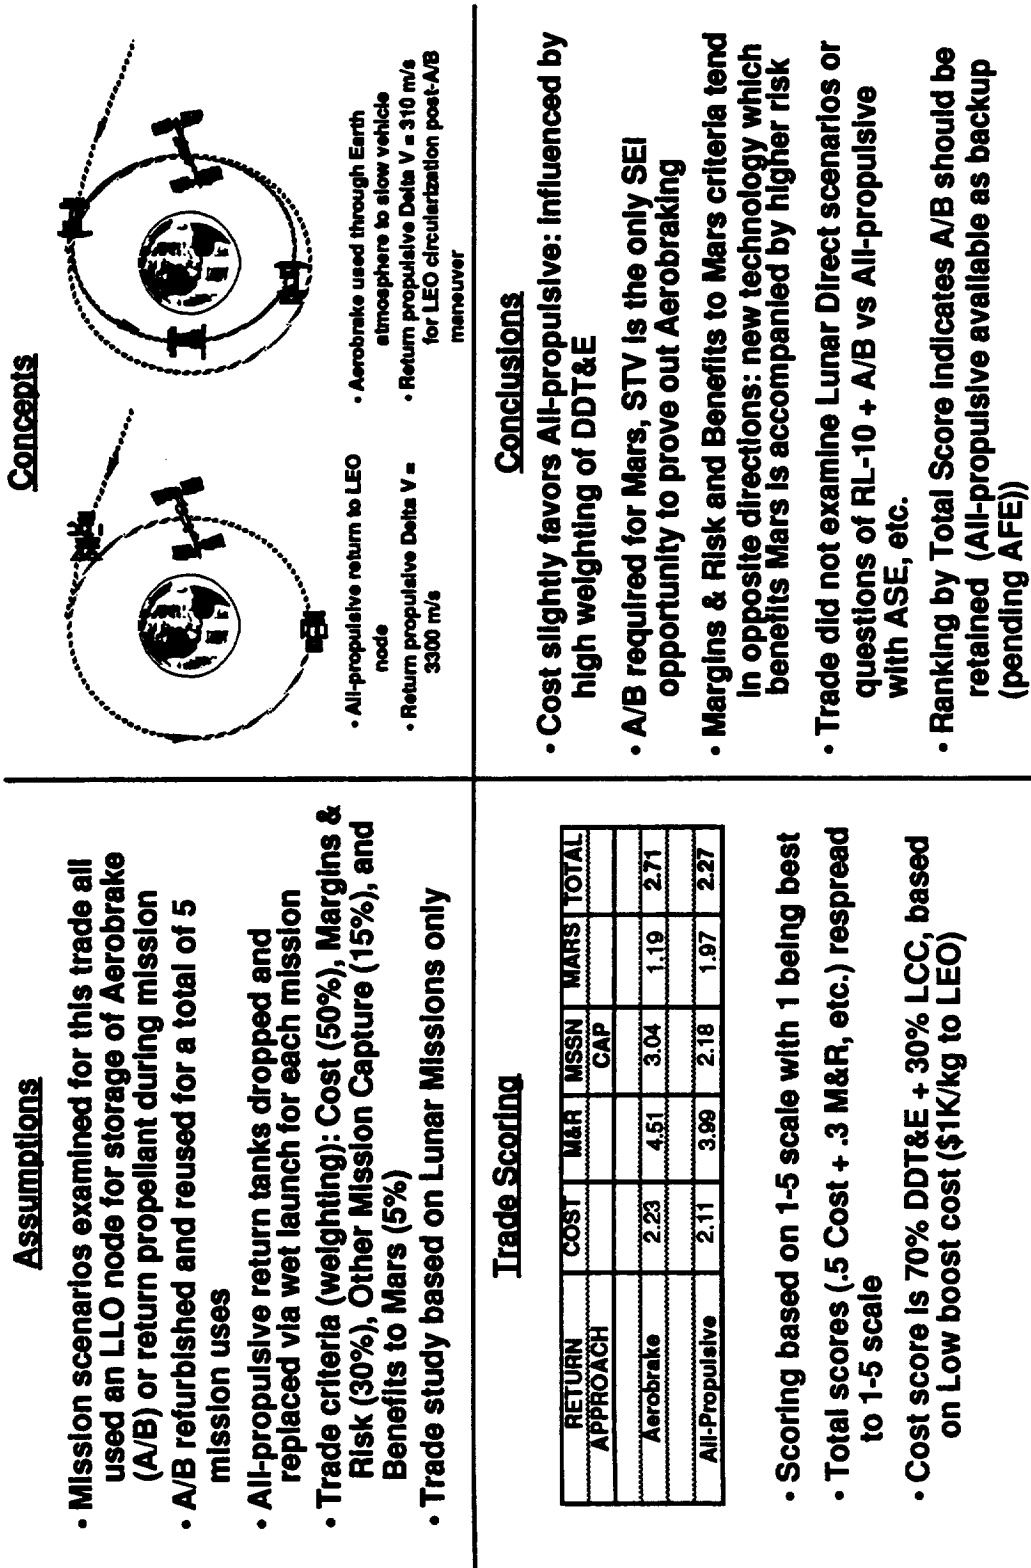 Assumptions
• Mission scenarios examined for this trade all
used an LLO node for storage of Aerobrake
(A/B) or return propellant during mission
• A/B refurbished and reused for a total of 5
mission uses
• All-propulsive return tanks dropped and
replaced via wet launch for each mission
• Trade criteria (weighting): Cost (50%), Margins &
Risk (30%), Other Mission Capture (15%), and
Benefits to Mars (5%)
• Trade study based on Lunar Missions only
Concepts
• All-propulsive return to LEO
node
• Return propulsive Delta V =
3300 m/s
• Aerobrake used through Earth
atmosphere to slow vehicle
• Return propulsive Delta V = 310 m/s
for LEO circularization post-A/B
maneuver
Trade Scoring
RETURN APPROACH COST M&R MSSN CAP MARS TOTAL
Aerobrake 2.23 4.51 3.04 1.19 2.71
All-Propulsive 2.11 3.99 2.18 1.97 2.27
• Scoring based on 1-5 scale with 1 being best
• Total scores (.5 Cost + .3 M&R, etc.) respread
to 1-5 scale
• Cost score is 70% DDT&E + 30% LCC, based
on Low boost cost ($1K/kg to LEO)
Conclusions
• Cost slightly favors All-propulsive: influenced by
high weighting of DDT&E
• A/B required for Mars, STV is the only SEI
opportunity to prove out Aerobraking
• Margins & Risk and Benefits to Mars criteria tend
in opposite directions: new technology which
benefits Mars is accompanied by higher risk
• Trade did not examine Lunar Direct scenarios or
questions of RL-10 + A/B vs All-propulsive
with ASE, etc.
• Ranking by Total Score indicates A/B should be
retained (All-propulsive available as backup
(pending AFE))